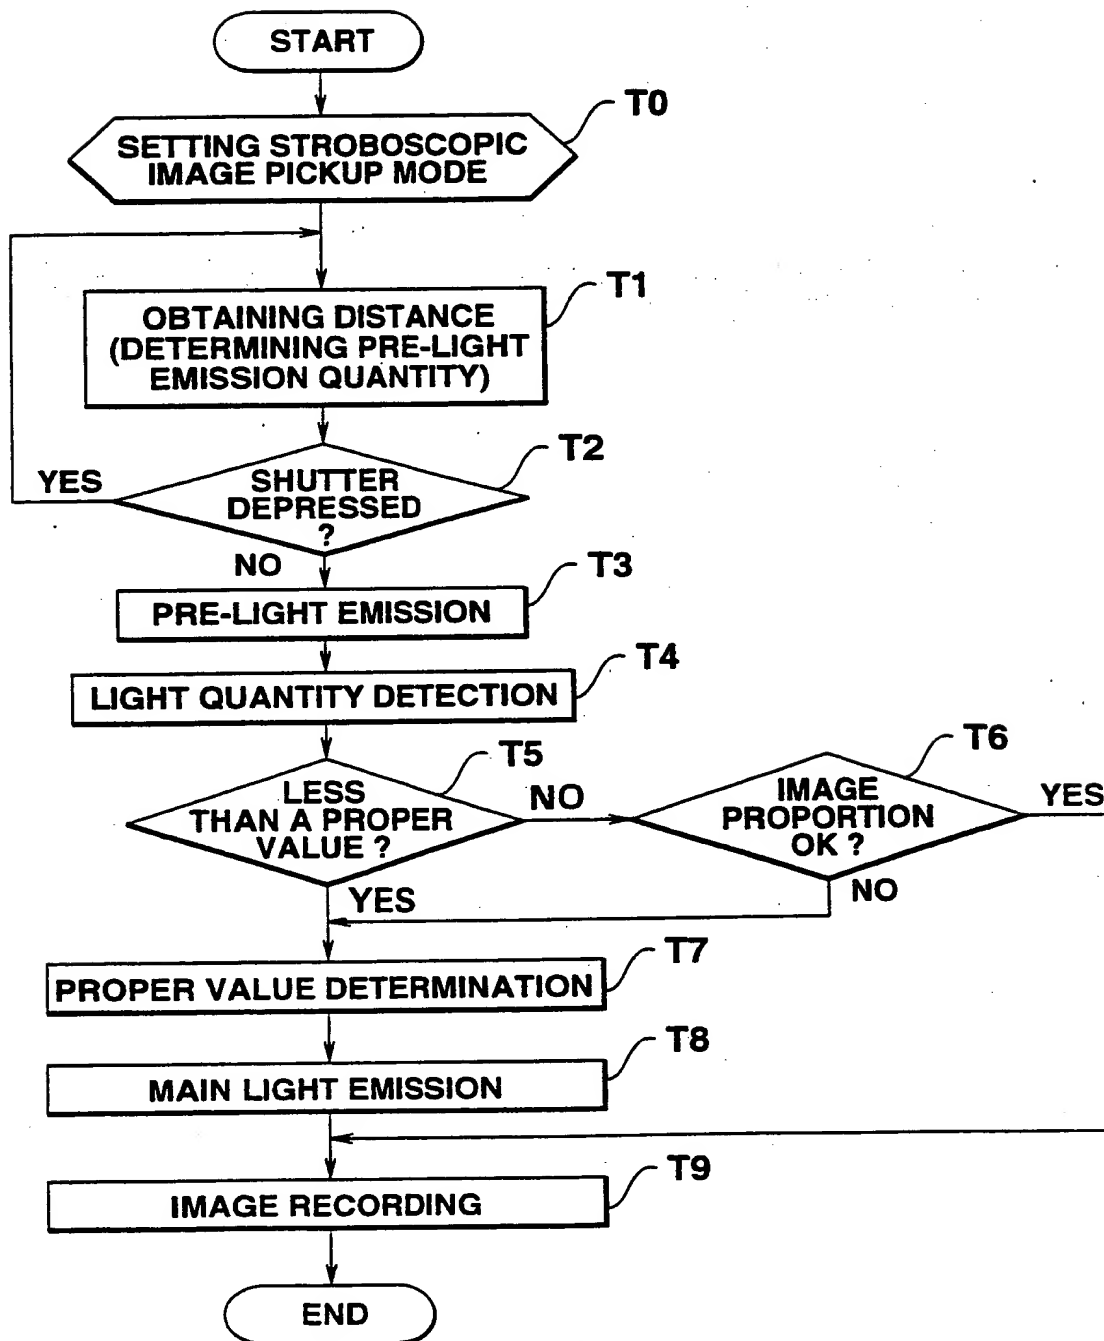 START
T0
SETTING STROBOSCOPIC
IMAGE PICKUP MODE
T1
OBTAINING DISTANCE
(DETERMINING PRE-LIGHT
EMISSION QUANTITY)
T2
YES
SHUTTER
DEPRESSED
?
NO
T3
PRE-LIGHT EMISSION
T4
LIGHT QUANTITY DETECTION
T5
LESS
THAN A PROPER
VALUE ?
NO
T6
IMAGE
PROPORTION
OK ?
YES
YES
NO
T7
PROPER VALUE DETERMINATION
T8
MAIN LIGHT EMISSION
T9
IMAGE RECORDING
END